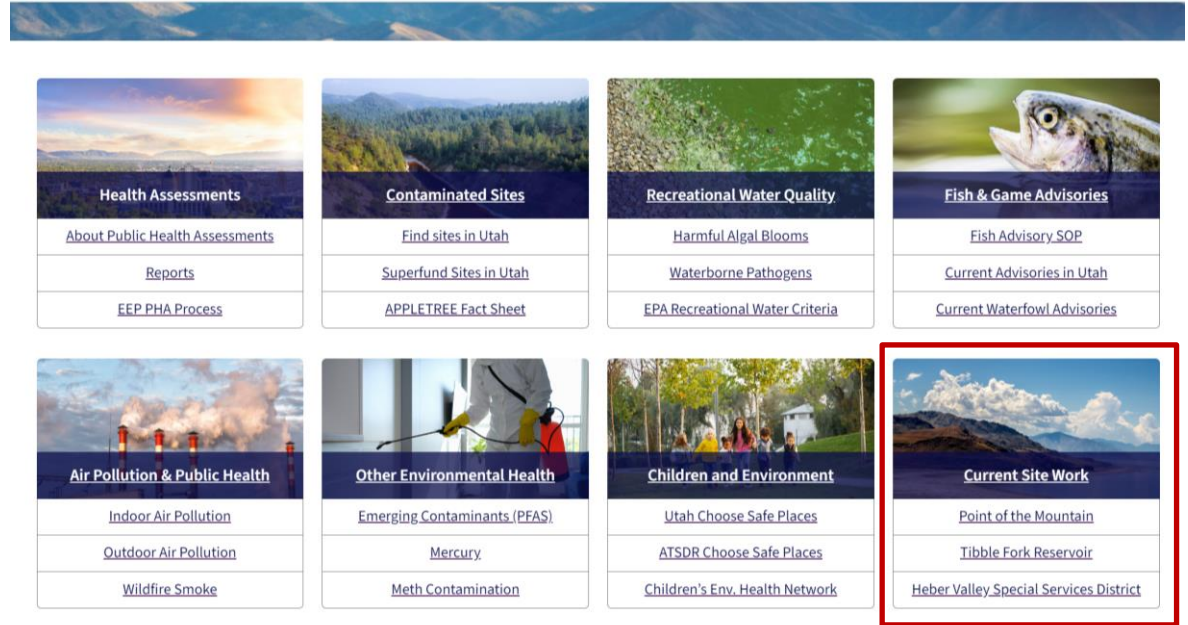 Health Assessments
About Public Health Assessments
Reports
EEP PHA Process
Contaminated Sites
Find sites in Utah
Superfund Sites in Utah
APPLETREE Fact Sheet
Recreational Water Quality
Harmful Algal Blooms
Waterborne Pathogens
EPA Recreational Water Criteria
Fish & Game Advisories
Fish Advisory SOP
Current Advisories in Utah
Current Waterfowl Advisories
Air Pollution & Public Health
Indoor Air Pollution
Outdoor Air Pollution
Wildfire Smoke
Other Environmental Health
Emerging Contaminants (PFAS)
Mercury
Meth Contamination
Children and Environment
Utah Choose Safe Places
ATSDR Choose Safe Places
Children's Env. Health Network
Current Site Work
Point of the Mountain
Tibble Fork Reservoir
Heber Valley Special Services District